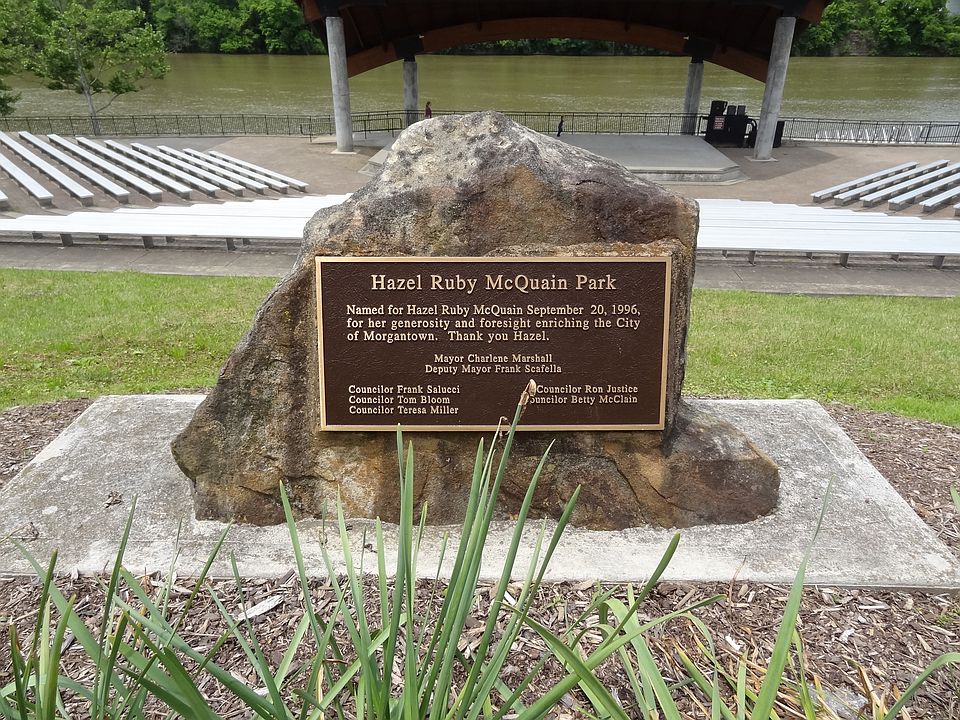 Hazel Ruby McQuain Park
Named for Hazel Ruby McQuain September 20, 1996,
for her generosity and foresight enriching the City
of Morgantown. Thank you Hazel.
Mayor Charlene Marshall
Deputy Mayor Frank Scafella
Councilor Frank Salucci
Councilor Tom Bloom
Councilor Teresa Miller
Councilor Ron Justice
ouncilor Betty McClain